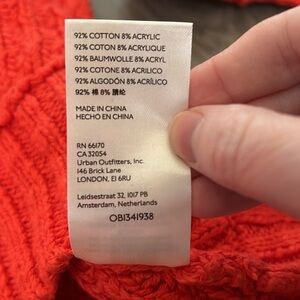 92% COTTON 8% ACRYLIC
92% COTON 8% ACRYLIQUE
92% BAUMWOLLE 8% ACRYL
92% COTONE 8% ACRILICO
92% ALGODÓN 8% ACRÍLICO
92% 棉 8% 腈纶
MADE IN CHINA
HECHO EN CHINA
RN 66170
CA 32054
Urban Outfitters, Inc.
146 Brick Lane
LONDON, E1 6RU
Leidsestraat 32, 1017 PB
Amsterdam, Netherlands
OB1341938